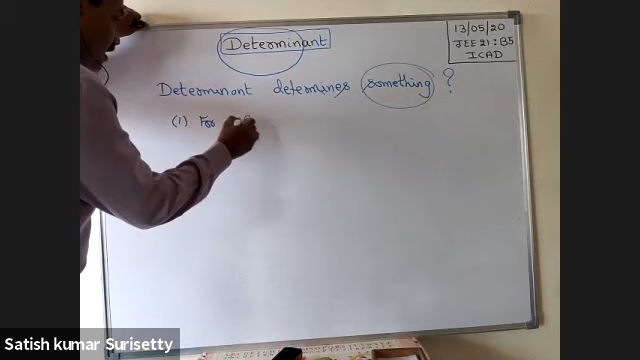 Determinant
13/05/20
JEE 21 : B5
ICAD
Determinant determines something ?
(1) For
Satish kumar Surisetty